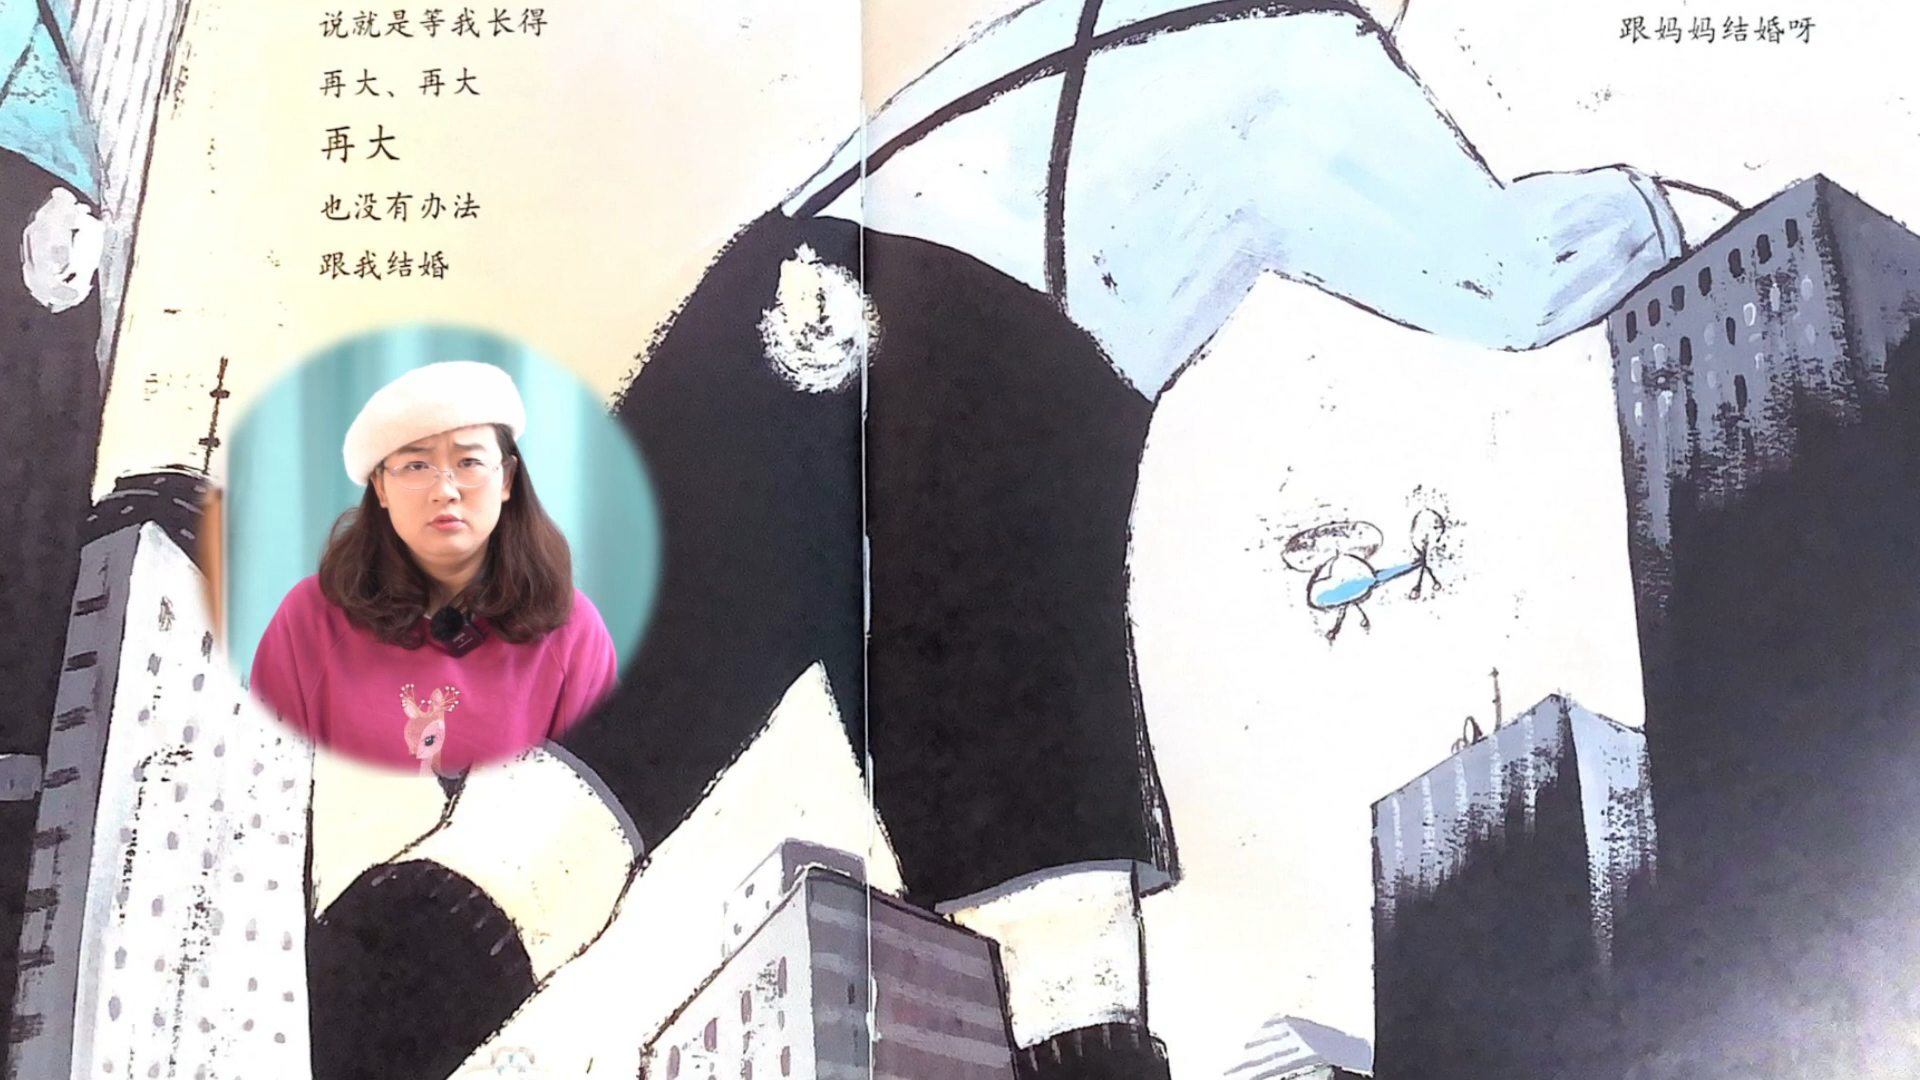 说就是等我长得
再大、再大
再大
也没有办法
跟我结婚
跟妈妈结婚呀